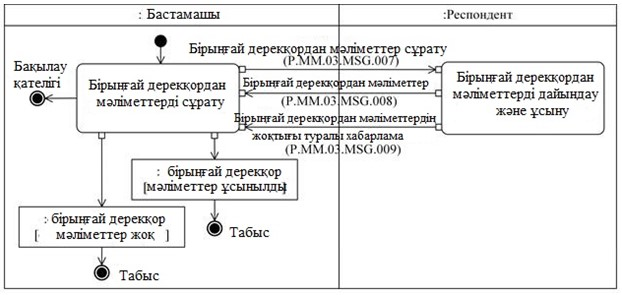 : Бастамашы
:Респондент
Бақылау
қателігі
Бірыңғай дерекқордан
мәліметтерді сұрату
Бірыңғай дерекқордан мәліметтер сұрату
(P.MM.03.MSG.007)
Бірыңғай дерекқордан мәліметтер
(P.MM.03.MSG.008)
Бірыңғай дерекқордан мәліметтердің
жоқтығы туралы хабарлама
(P.MM.03.MSG.009)
Бірыңғай дерекқордан
мәліметтерді дайындау
және ұсыну
: бірыңғай дерекқор
[мәліметтер ұсынылды]
Табыс
: бірыңғай дерекқор
[ мәліметтер жоқ ]
Табыс